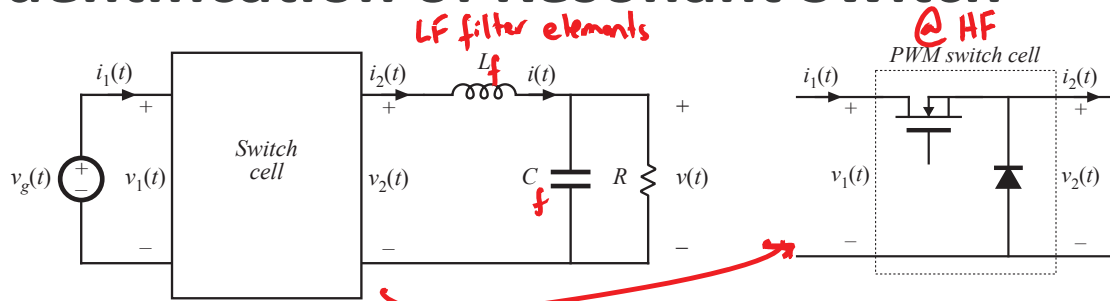 LF filter elements
@ HF
PWM switch cell
i1(t)
i2(t)
Lf
i(t)
i1(t)
i2(t)
+
+
+
+
+
Switch
cell
vg(t)
+
−
v1(t)
v2(t)
C
f
R
v(t)
v1(t)
v2(t)
−
−
−
−
−